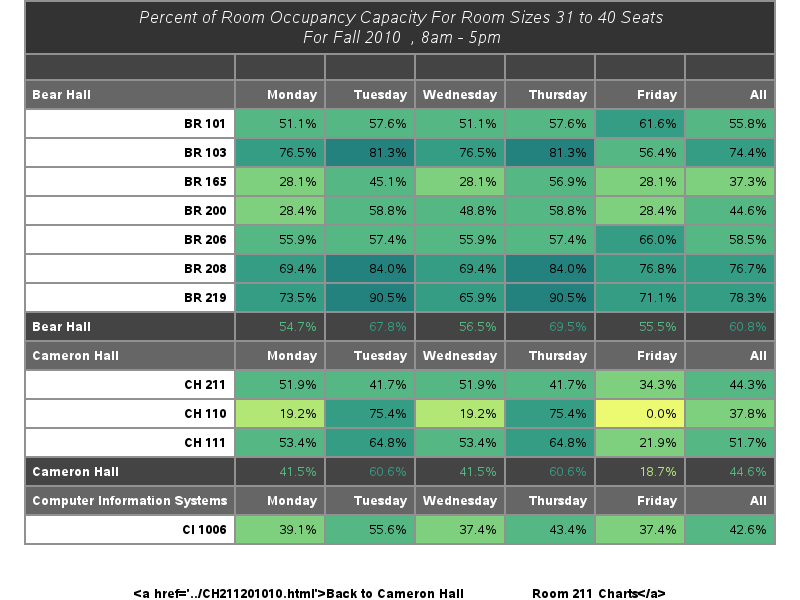 Percent of Room Occupancy Capacity For Room Sizes 31 to 40 Seats
For Fall 2010 , 8am - 5pm
Bear Hall Monday Tuesday Wednesday Thursday Friday All
BR 101 51.1% 57.6% 51.1% 57.6% 61.6% 55.8%
BR 103 76.5% 81.3% 76.5% 81.3% 56.4% 74.4%
BR 165 28.1% 45.1% 28.1% 56.9% 28.1% 37.3%
BR 200 28.4% 58.8% 48.8% 58.8% 28.4% 44.6%
BR 206 55.9% 57.4% 55.9% 57.4% 66.0% 58.5%
BR 208 69.4% 84.0% 69.4% 84.0% 76.8% 76.7%
BR 219 73.5% 90.5% 65.9% 90.5% 71.1% 78.3%
Bear Hall 54.7% 67.8% 56.5% 69.5% 55.5% 60.8%
Cameron Hall Monday Tuesday Wednesday Thursday Friday All
CH 211 51.9% 41.7% 51.9% 41.7% 34.3% 44.3%
CH 110 19.2% 75.4% 19.2% 75.4% 0.0% 37.8%
CH 111 53.4% 64.8% 53.4% 64.8% 21.9% 51.7%
Cameron Hall 41.5% 60.6% 41.5% 60.6% 18.7% 44.6%
Computer Information Systems Monday Tuesday Wednesday Thursday Friday All
CI 1006 39.1% 55.6% 37.4% 43.4% 37.4% 42.6%
<a href='../CH211201010.html'>Back to Cameron Hall Room 211 Charts</a>